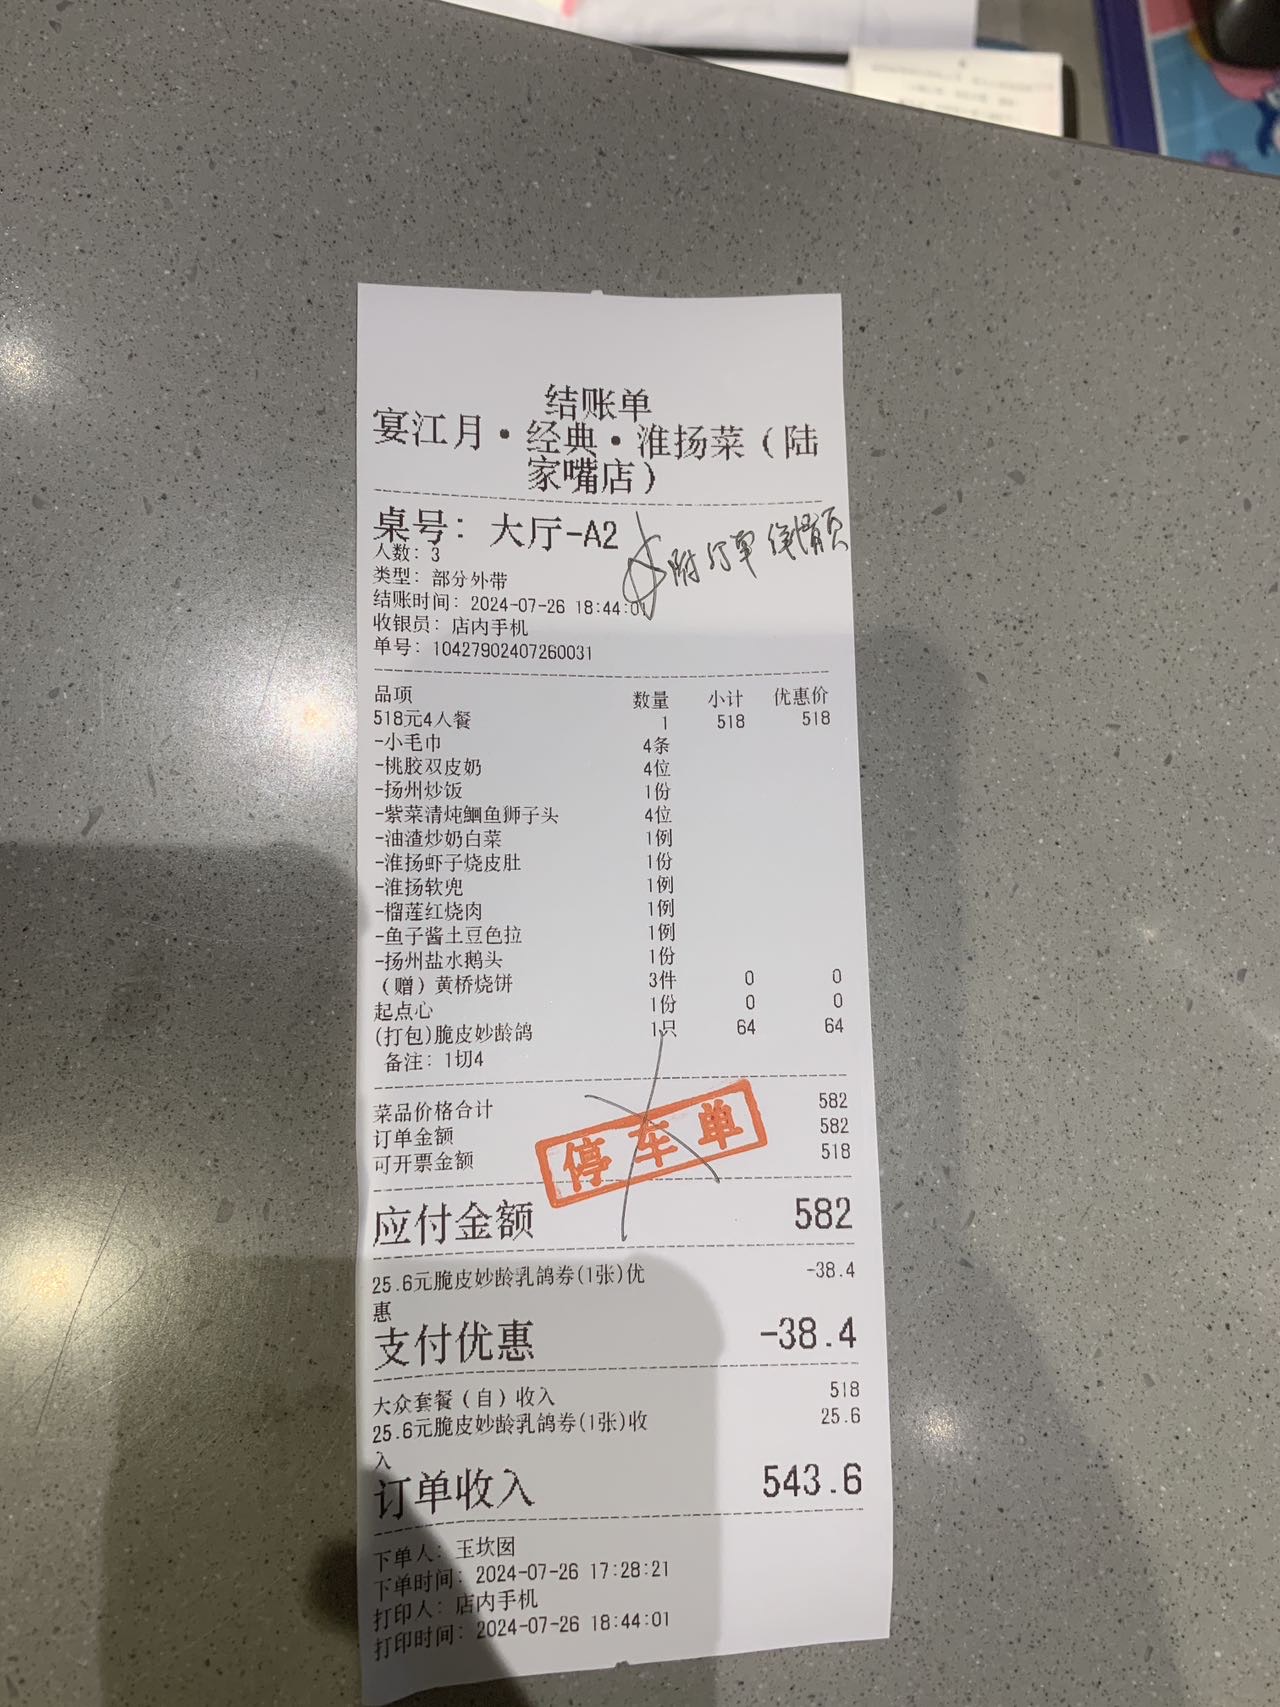 结账单
宴江月·经典·淮扬菜(陆
家嘴店)
桌号: 大厅-A2
附订单详情页
人数: 3
类型: 部分外带
结账时间: 2024-07-26 18:44:01
收银员: 店内手机
单号: 10427902407260031
品项 数量 小计 优惠价
518元4人餐 1 518 518
-小毛巾 4条
-桃胶双皮奶 4位
-扬州炒饭 1份
-紫菜清炖鮰鱼狮子头 4位
-油渣炒奶白菜 1例
-淮扬虾子烧皮肚 1份
-淮扬软兜 1例
-榴莲红烧肉 1例
-鱼子酱土豆色拉 1例
-扬州盐水鹅头 1份
(赠)黄桥烧饼 3件 0 0
起点心 1份 0 0
(打包)脆皮妙龄鸽 1只 64 64
备注: 1切4
菜品价格合计 582
订单金额 582
可开票金额 518
停车单
应付金额 582
25.6元脆皮妙龄乳鸽券(1张)优 -38.4
惠
支付优惠 -38.4
大众套餐(自)收入 518
25.6元脆皮妙龄乳鸽券(1张)收 25.6
入
订单收入 543.6
下单人: 王坎囡
下单时间: 2024-07-26 17:28:21
打印人: 店内手机
打印时间: 2024-07-26 18:44:01